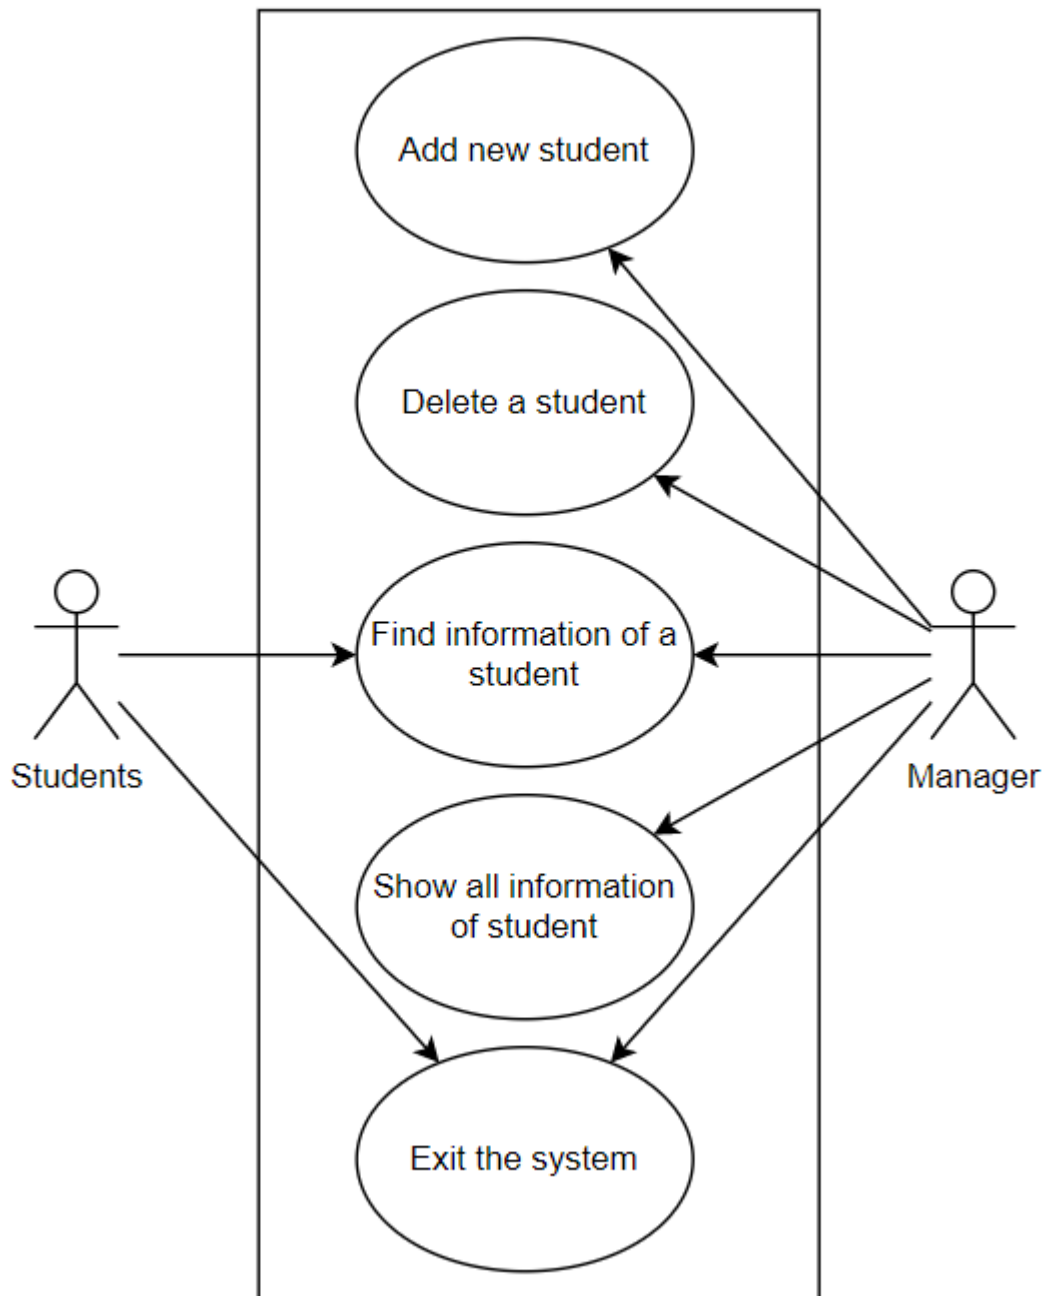 Add new student
Delete a student
Find information of a
student
Students
Manager
Show all information
of student
Exit the system